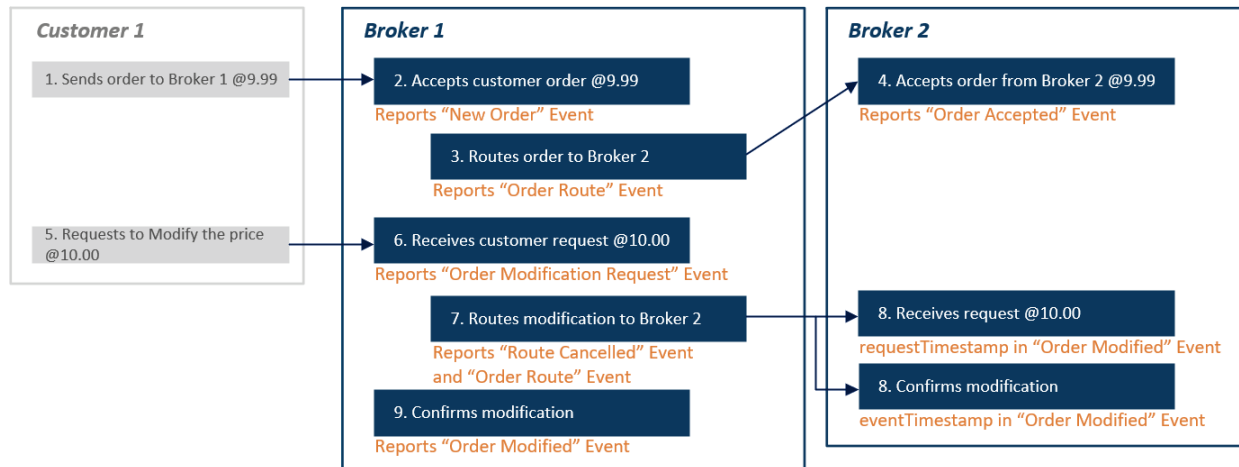 Customer 1
1. Sends order to Broker 1 @9.99
5. Requests to Modify the price
@10.00
Broker 1
2. Accepts customer order @9.99
Reports “New Order” Event
3. Routes order to Broker 2
Reports “Order Route” Event
6. Receives customer request @10.00
Reports “Order Modification Request” Event
7. Routes modification to Broker 2
Reports “Route Cancelled” Event
and “Order Route” Event
9. Confirms modification
Reports “Order Modified” Event
Broker 2
4. Accepts order from Broker 2 @9.99
Reports “Order Accepted” Event
8. Receives request @10.00
requestTimestamp in “Order Modified” Event
8. Confirms modification
eventTimestamp in “Order Modified” Event